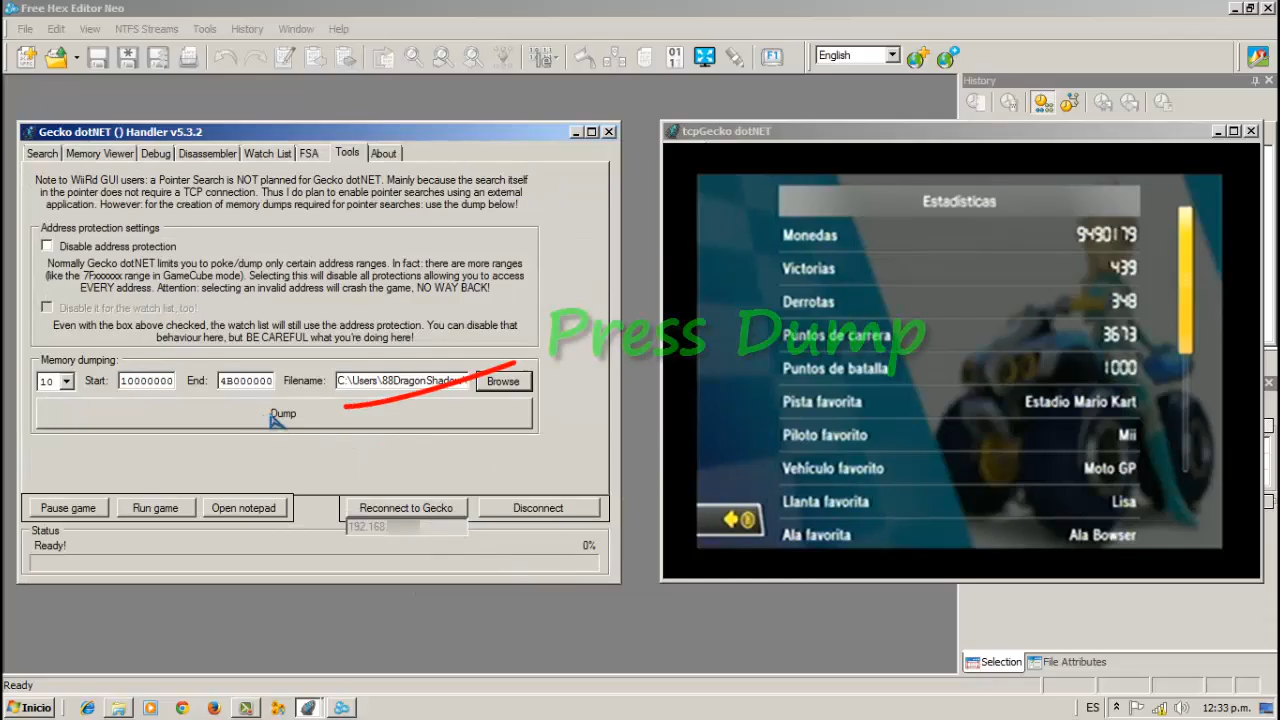 Free Hex Editor Neo
File Edit View NTFS Streams Tools History Window Help
English
History
Gecko dotNET () Handler v5.3.2
Search Memory Viewer Debug Disassembler Watch List FSA Tools About
Note to WiiRd GUI users: a Pointer Search is NOT planned for Gecko dotNET. Mainly because the search itself
in the pointer does not require a TCP connection. Thus I do plan to enable pointer searches using an external
application. However: for the creation of memory dumps required for pointer searches: use the dump below!
Address protection settings
Disable address protection
Normally Gecko dotNET limits you to poke/dump only certain address ranges. In fact: there are more ranges
(like the 7Fxxxxxx range in GameCube mode). Selecting this will disable all protections allowing you to access
EVERY address. Attention: selecting an invalid address will crash the game, NO WAY BACK!
Disable it for the watch list, too!
Even with the box above checked, the watch list will still use the address protection. You can disable that
behaviour here, but BE CAREFUL what you're doing here!
Memory dumping:
10 Start: 10000000 End: 4B000000 Filename: C:\Users\88DragonShadow\ Browse
Dump
Pause game Run game Open notepad Reconnect to Gecko Disconnect
192.168
Status
Ready! 0%
tcpGecko dotNET
Estadísticas
Monedas 9490179
Victorias 439
Derrotas 348
Puntos de carrera 3673
Puntos de batalla 1000
Pista favorita Estadio Mario Kart
Piloto favorito Mii
Vehículo favorito Moto GP
Llanta favorita Lisa
Ala favorita Ala Bowser
Press Dump
Selection File Attributes
Ready
Inicio ES 12:33 p.m.